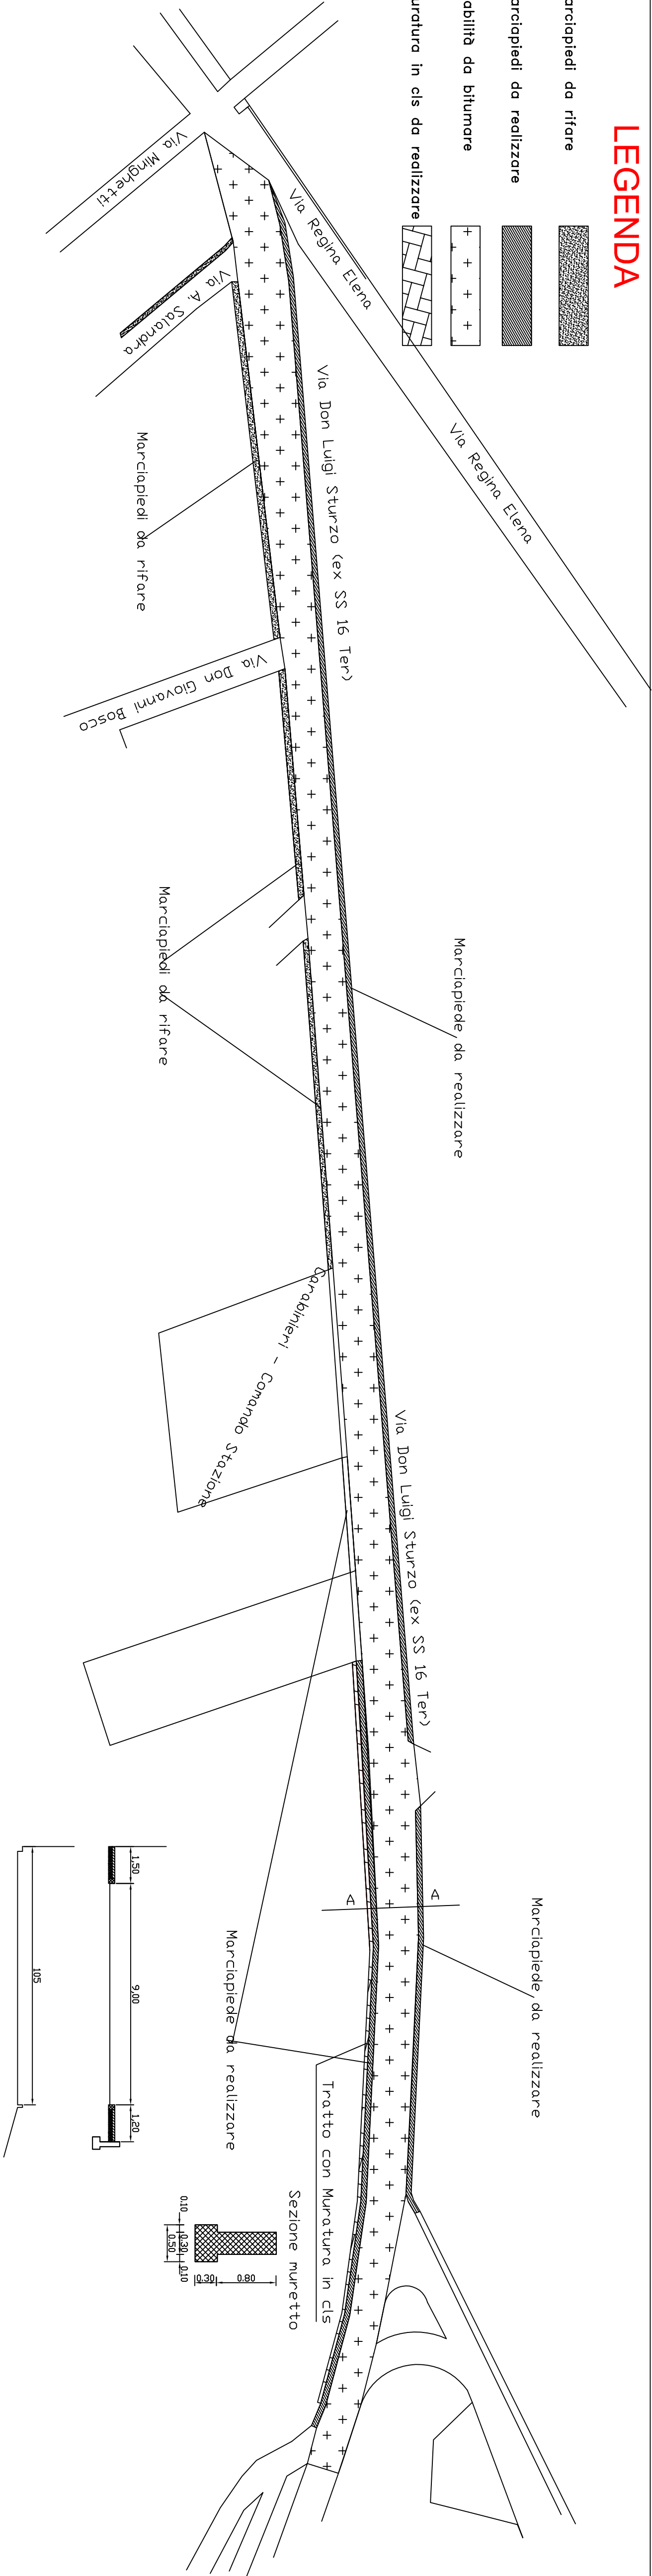 LEGENDA
arciapiedi da rifare
arciapiedi da realizzare
abilità da bitumare
uratura in cls da realizzare
Via Regina Elena
Via Regina Elena
Via Minghetti
Via A. Salandra
Via Don Luigi Sturzo (ex SS 16 Ter)
Marciapiedi da rifare
Via Don Giovanni Bosco
Marciapiede da realizzare
Marciapiedi da rifare
Carabinieri - Comando Stazione
Via Don Luigi Sturzo (ex SS 16 Ter)
A
A
Marciapiede da realizzare
Marciapiede da realizzare
Tratto con Muratura in cls
Sezione muretto
0.80
0.30
0.10
0.30
0.10
0.50
1,50
9,00
1,20
105